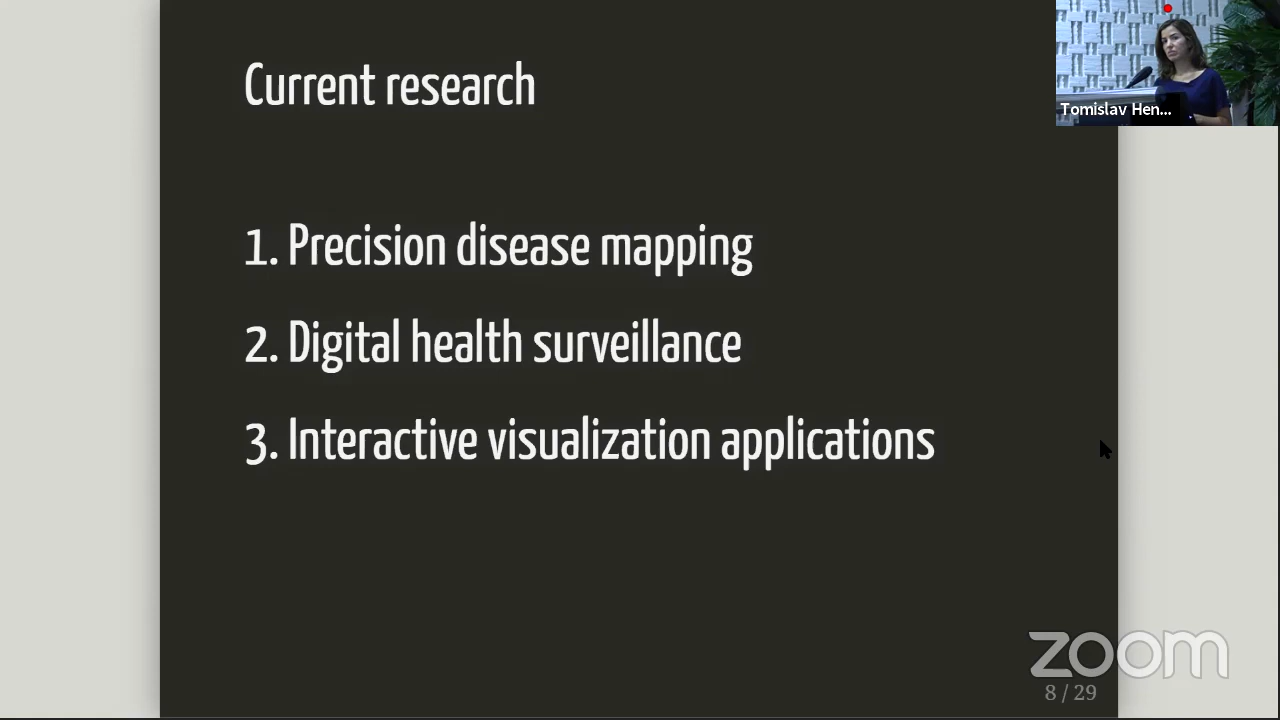 Current research
Tomislav Hen...
1. Precision disease mapping
2. Digital health surveillance
3. Interactive visualization applications
zoom
8 / 29